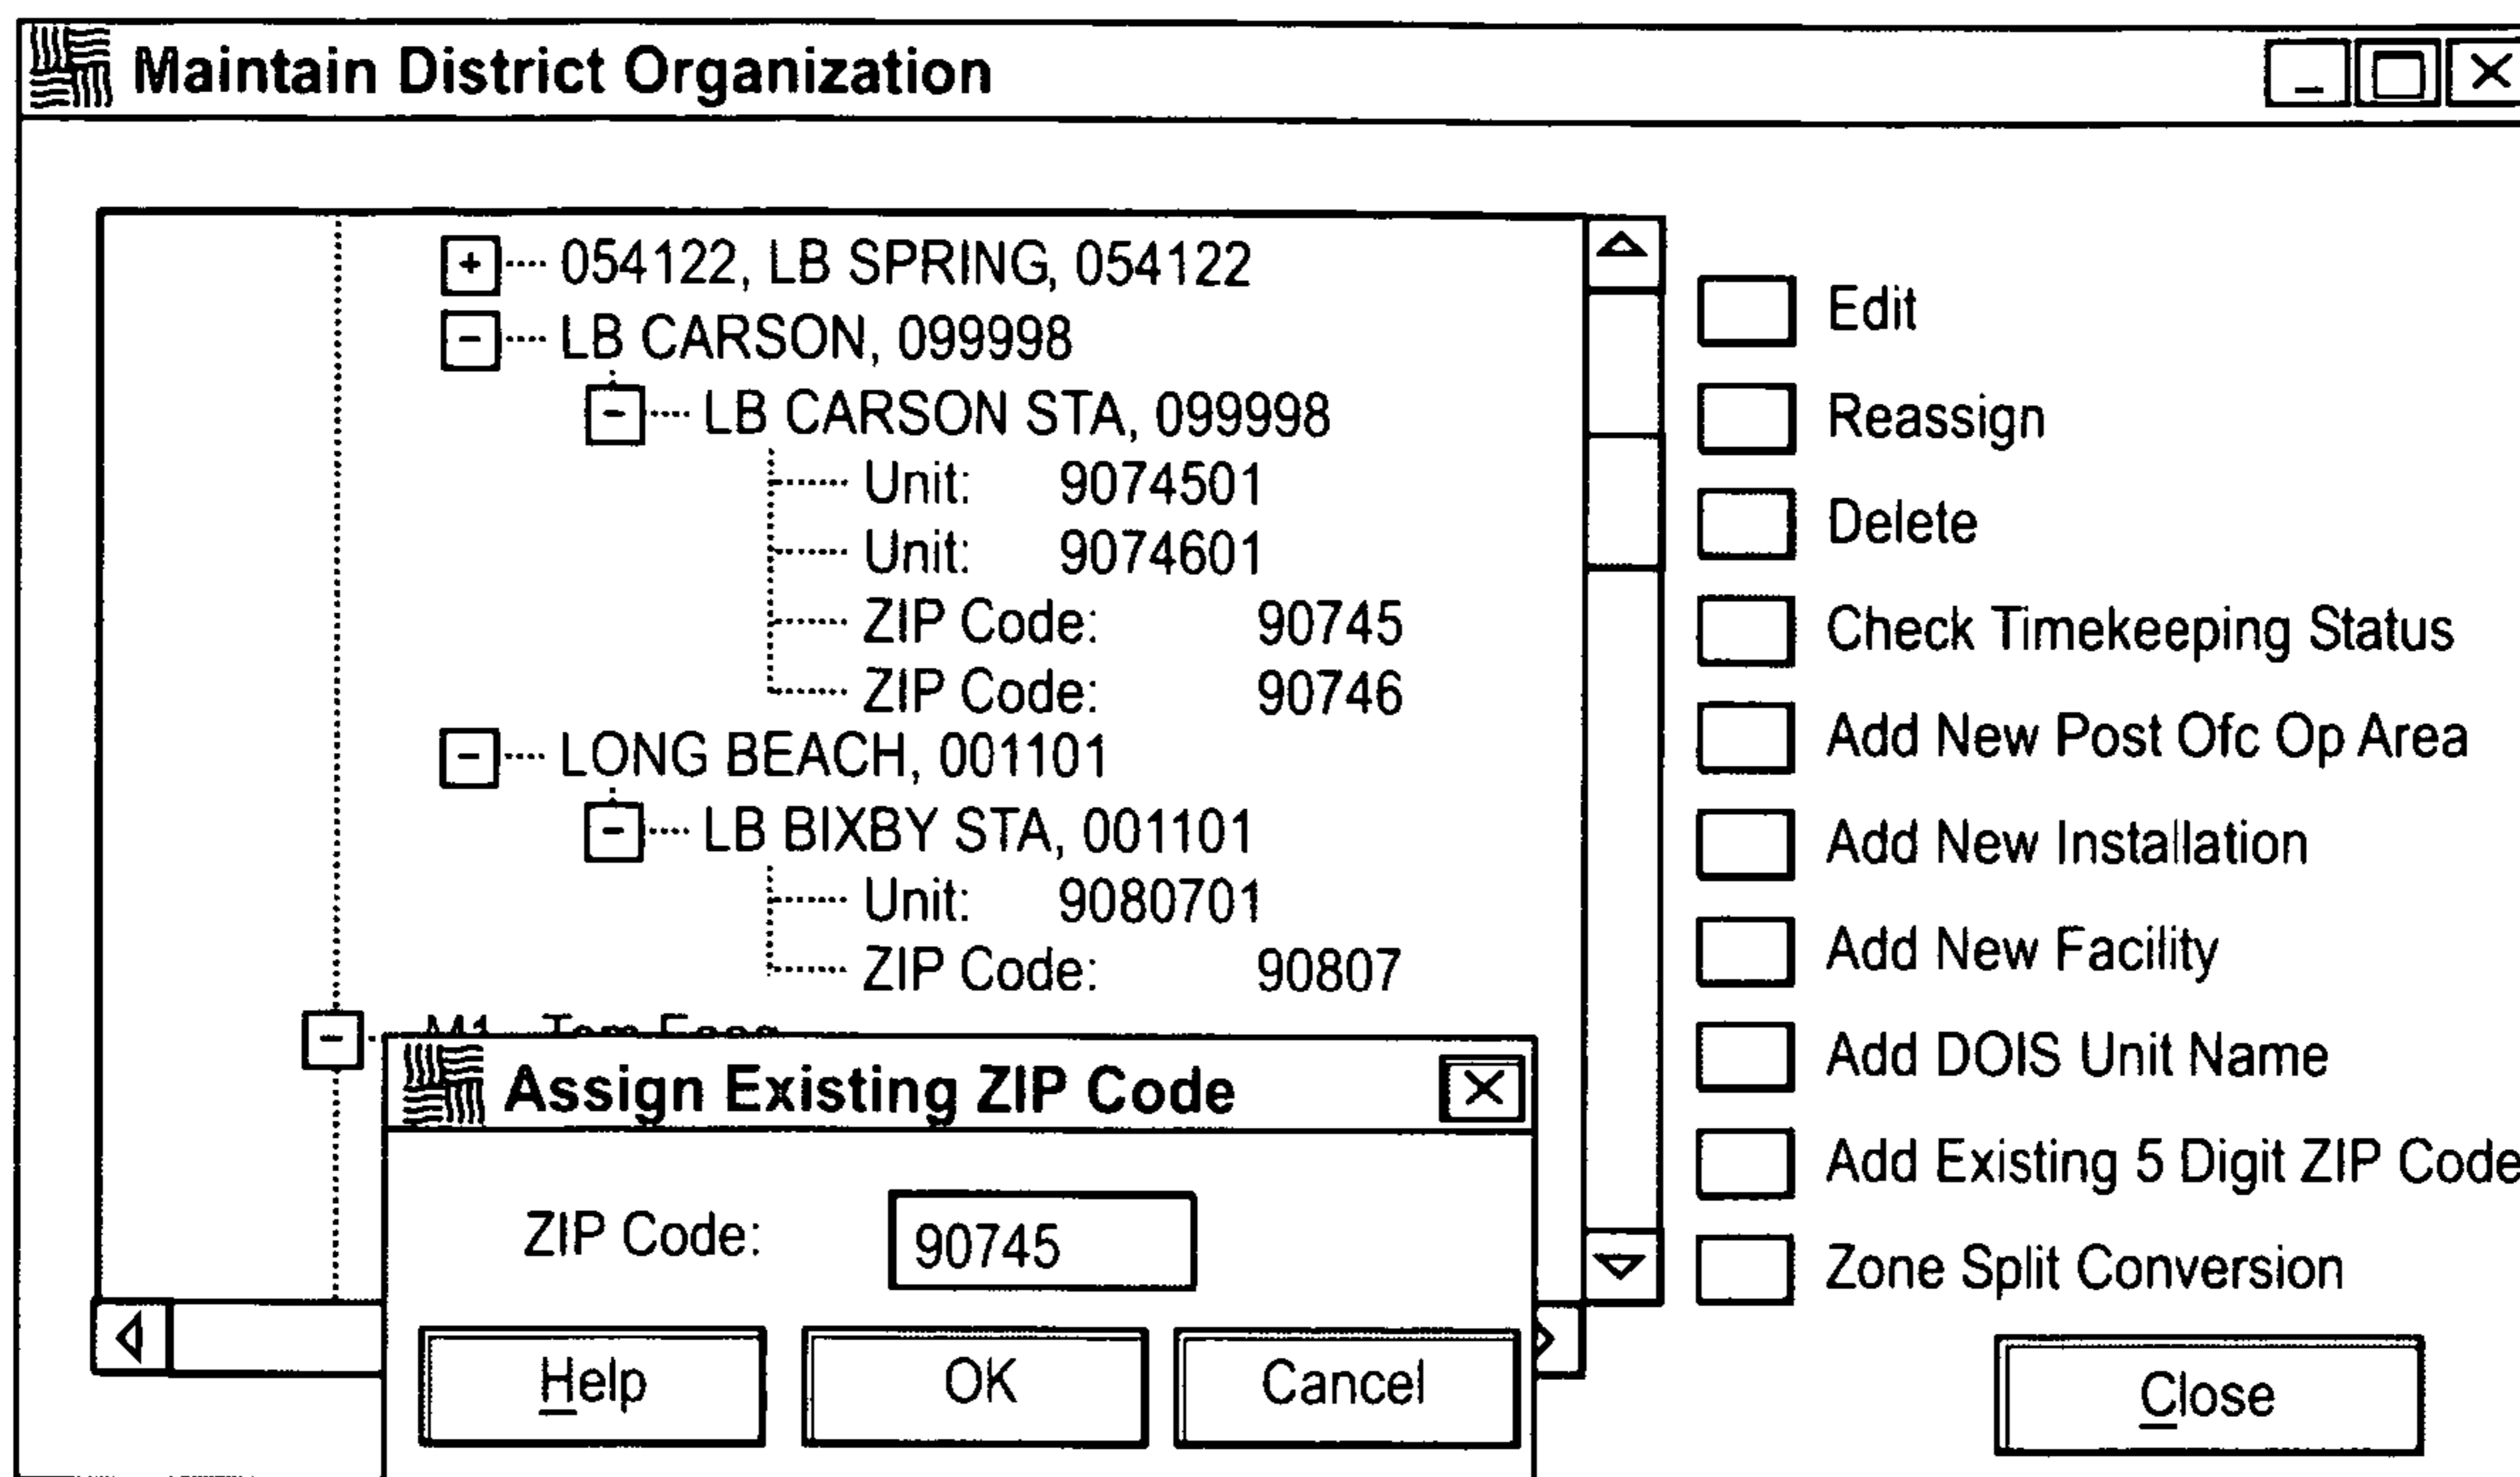 Maintain District Organization
054122, LB SPRING, 054122
LB CARSON, 099998
LB CARSON STA, 099998
Unit: 9074501
Unit: 9074601
ZIP Code: 90745
ZIP Code: 90746
LONG BEACH, 001101
LB BIXBY STA, 001101
Unit: 9080701
ZIP Code: 90807
Edit
Reassign
Delete
Check Timekeeping Status
Add New Post Ofc Op Area
Add New Installation
Add New Facility
Add DOIS Unit Name
Add Existing 5 Digit ZIP Code
Zone Split Conversion
Assign Existing ZIP Code
ZIP Code: 90745
Help
OK
Cancel
Close